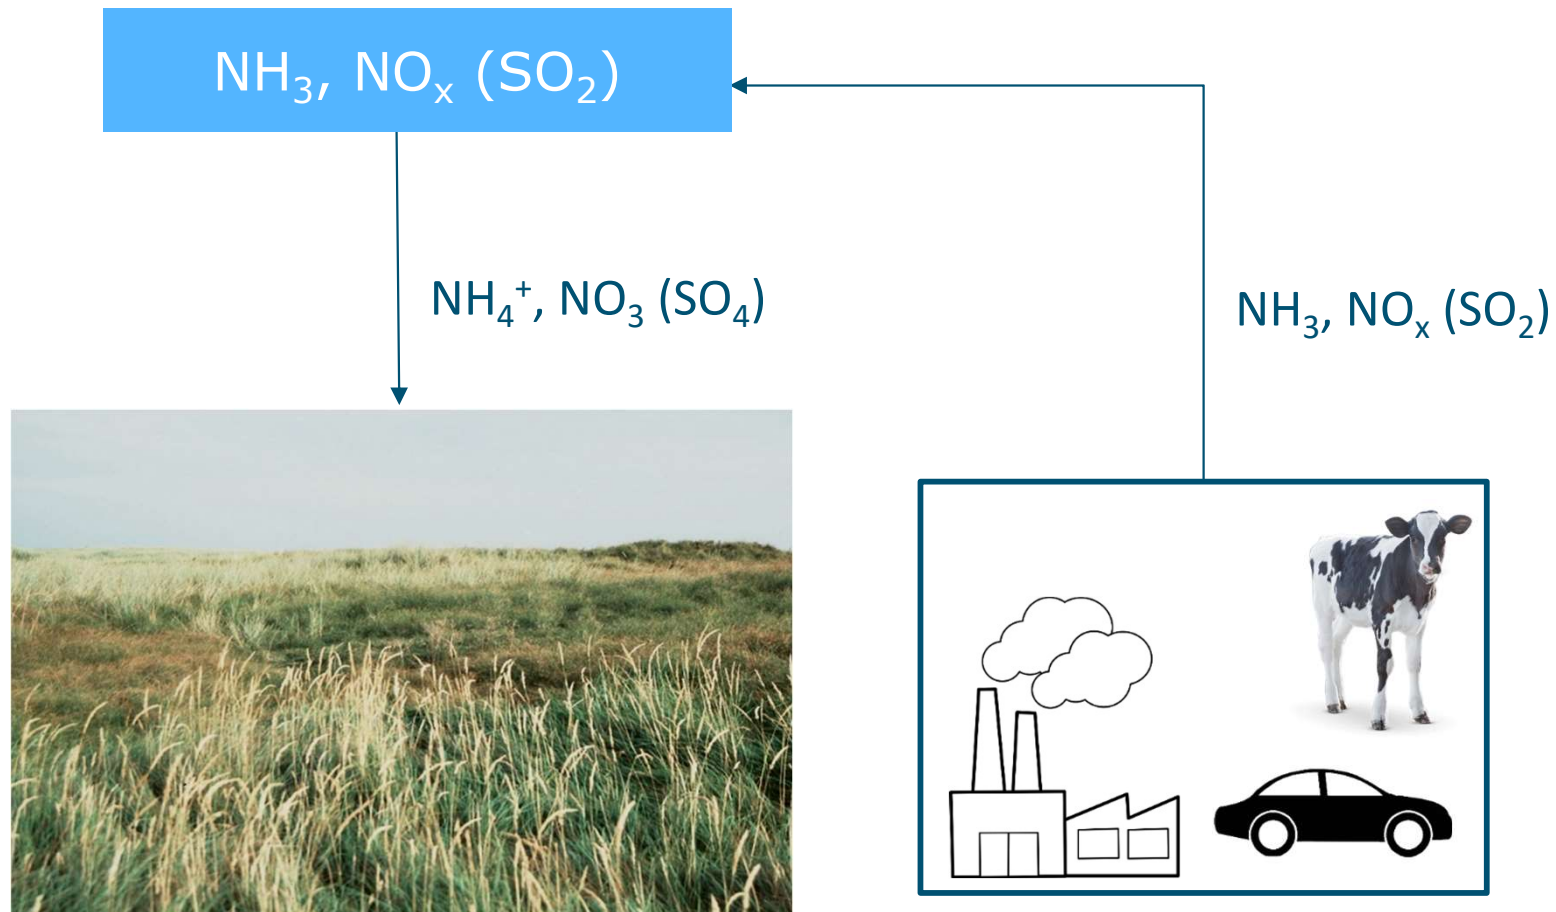 NH₃, NOₓ (SO₂)
NH₄⁺, NO₃ (SO₄)
NH₃, NOₓ (SO₂)